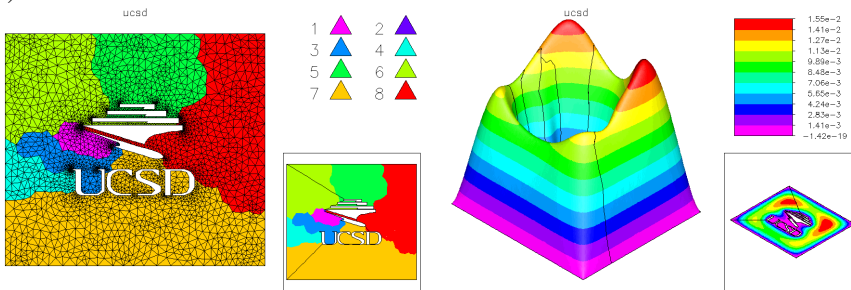 ucsd
1 2
3 4
5 6
7 8
UCSD
UCSD
ucsd
1.55e-2
1.41e-2
1.27e-2
1.13e-2
9.89e-3
8.48e-3
7.06e-3
5.65e-3
4.24e-3
2.83e-3
1.41e-3
-1.42e-19